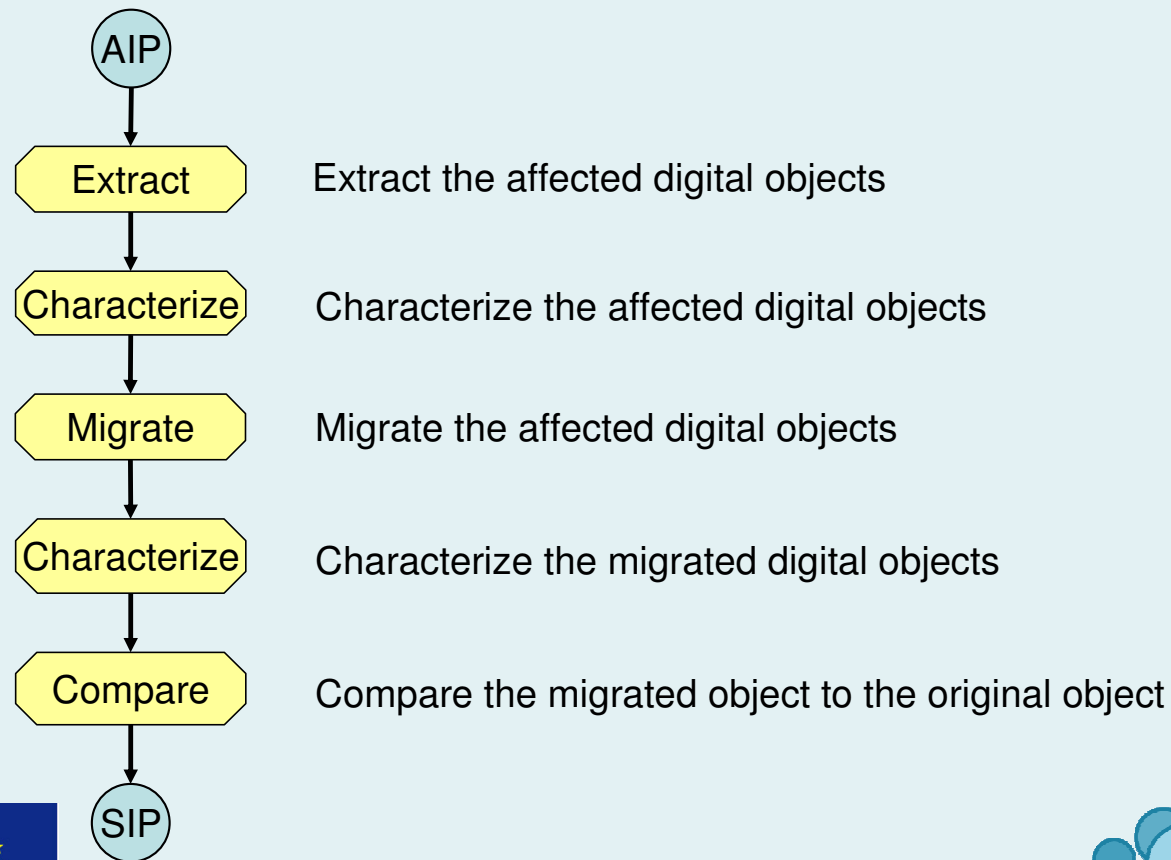 AIP
Extract Extract the affected digital objects
Characterize Characterize the affected digital objects
Migrate Migrate the affected digital objects
Characterize Characterize the migrated digital objects
Compare Compare the migrated object to the original object
SIP